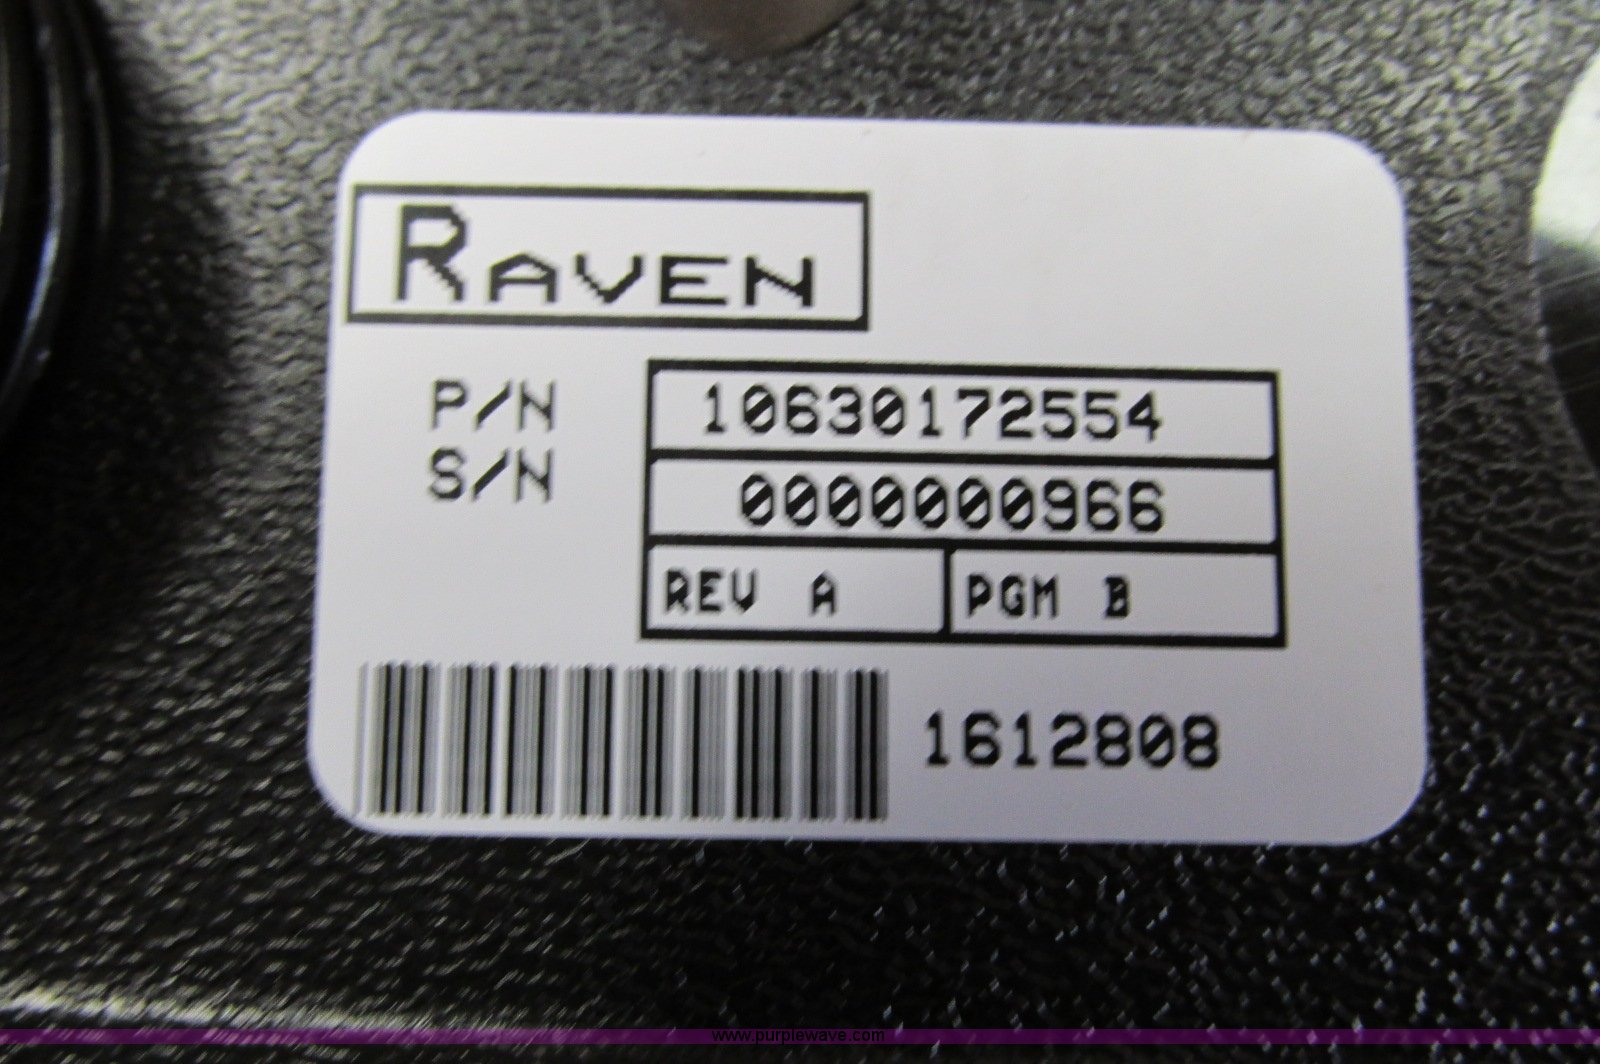 RAVEN
P/N 10630172554
S/N 0000000966
REV A PGM B
1612808
www.purplewave.com